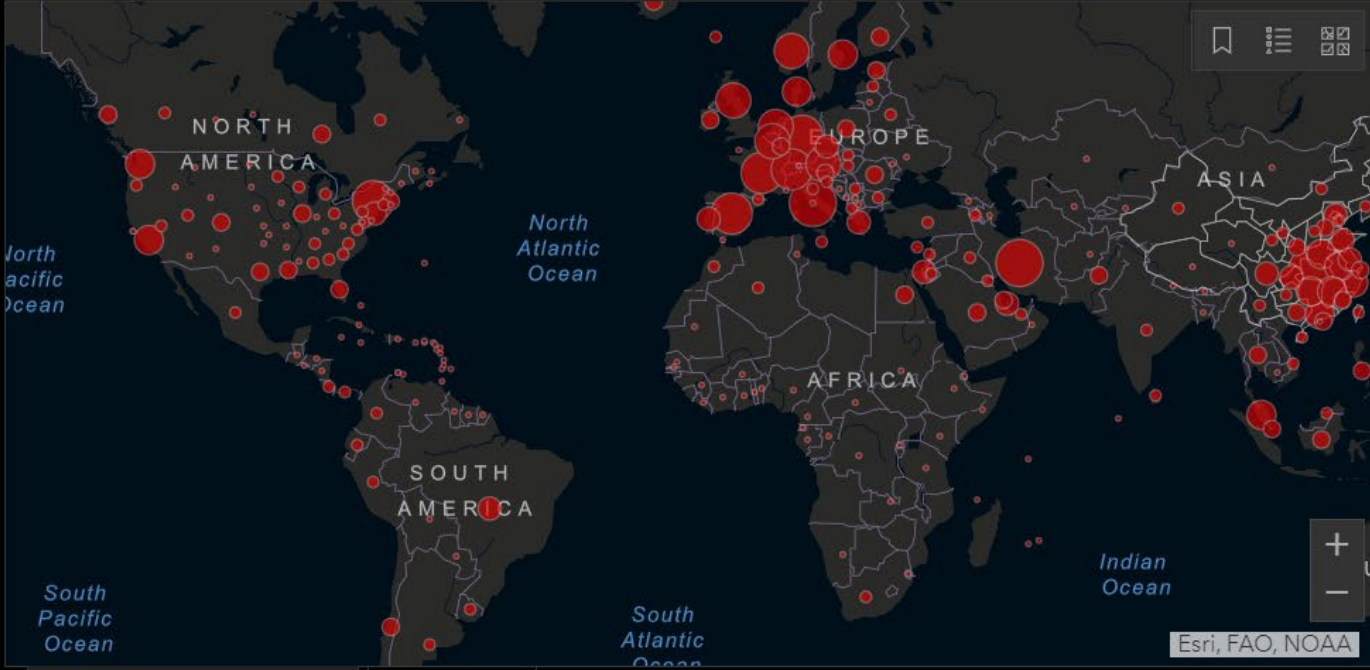 NORTH
AMERICA
EUROPE
ASIA
North
Atlantic
Ocean
North
acific
Ocean
AFRICA
SOUTH
AMERICA
Indian
Ocean
South
Pacific
Ocean
South
Atlantic
Ocean
Esri, FAO, NOAA